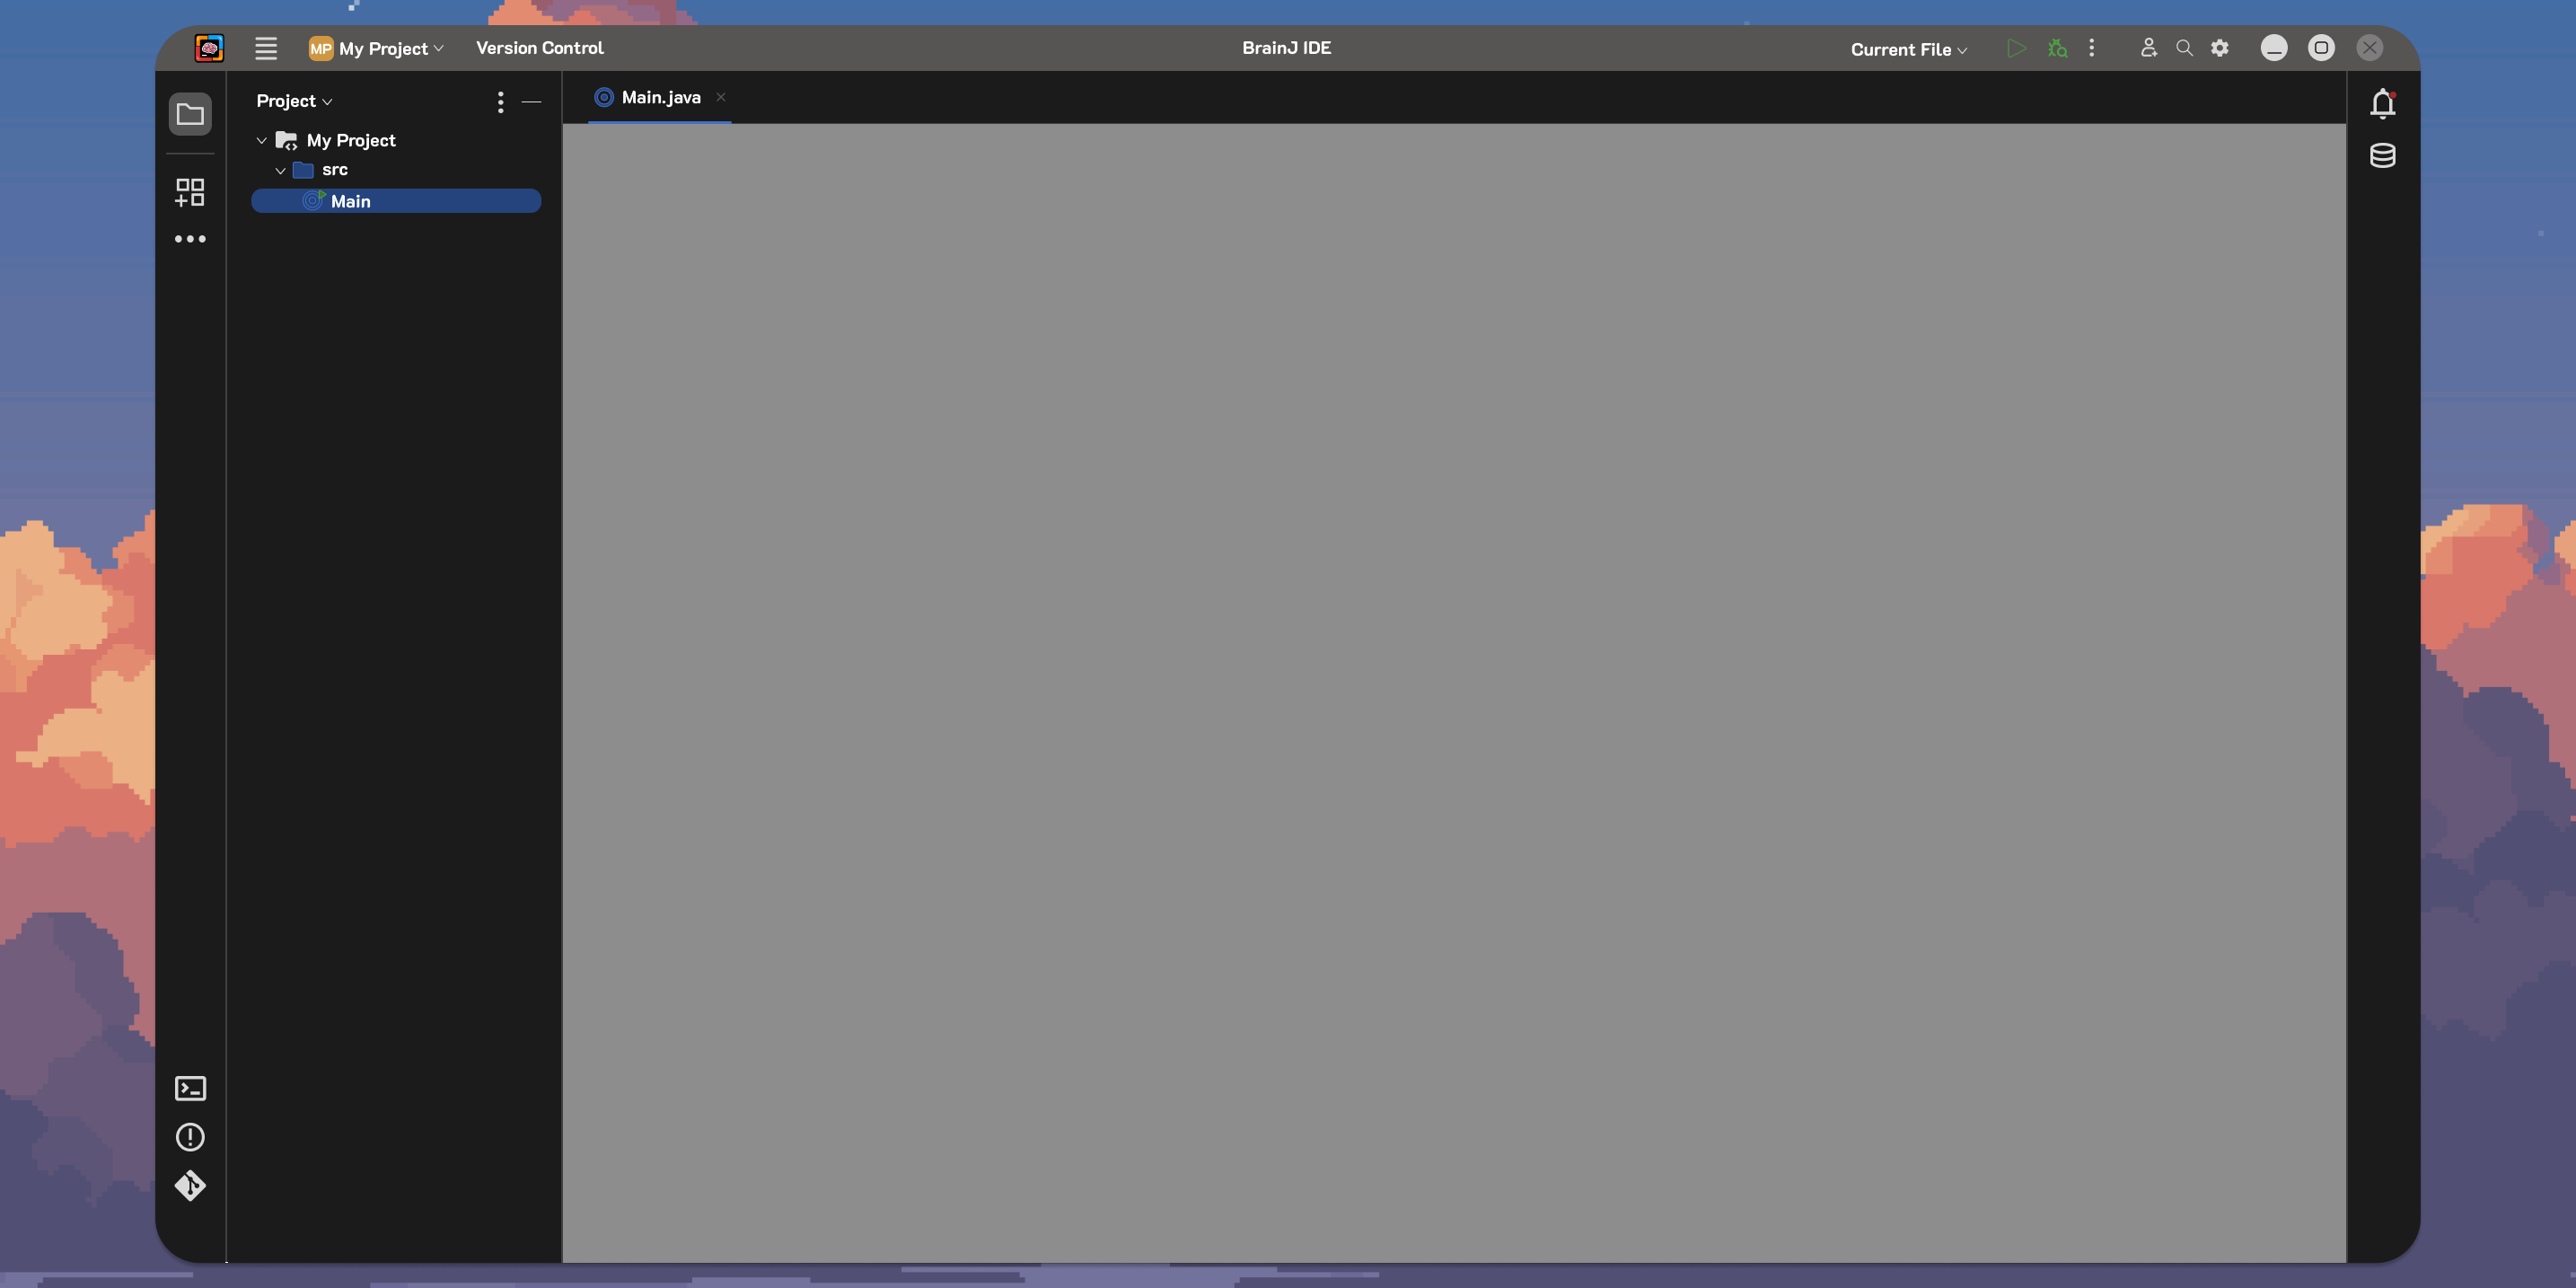 MP My Project
Version Control
BrainJ IDE
Current File
Project
Main.java
My Project
src
Main